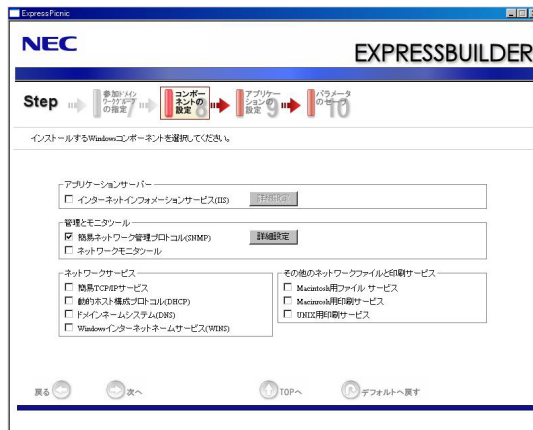 ExpressPicnic
NEC
EXPRESSBUILDER
Step
参加ドメイン
ワークグループ
の指定 7
コンポー
ネントの
設定 8
アプリケー
ションの
設定 9
パラメータ
のセーブ
10
インストールするWindowsコンポーネントを選択してください。
アプリケーションサーバー
インターネットインフォメーションサービス(IIS)
詳細設定
管理とモニタツール
簡易ネットワーク管理プロトコル(SNMP)
詳細設定
ネットワークモニタツール
ネットワークサービス
簡易TCP/IPサービス
動的ホスト構成プロトコル(DHCP)
ドメインネームシステム(DNS)
Windowsインターネットネームサービス(WINS)
その他のネットワークファイルと印刷サービス
Macintosh用ファイル サービス
Macintosh用印刷サービス
UNIX用印刷サービス
戻る
次へ
TOPへ
デフォルトへ戻す